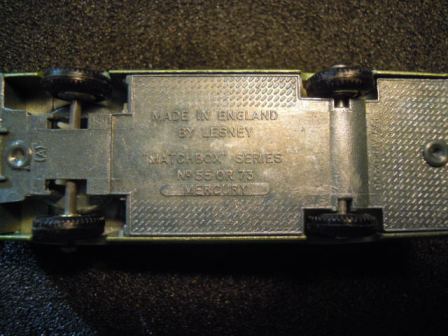 MADE IN ENGLAND
BY LESNEY
"MATCHBOX" SERIES
No 55 OR 73
MERCURY